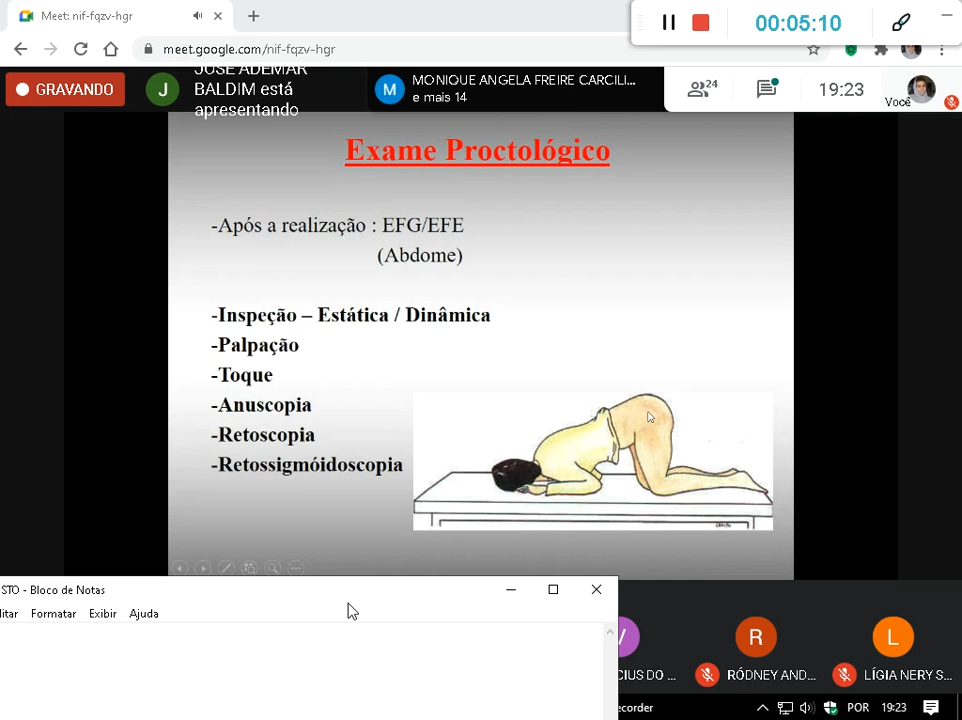 Meet: nif-fqzv-hgr
00:05:10
meet.google.com/nif-fqzv-hgr
GRAVANDO
J
JOSÉ ADEMAR
BALDIM está
apresentando
M
MONIQUE ANGELA FREIRE CARCILI...
e mais 14
24
19:23
Você
Exame Proctológico
-Após a realização : EFG/EFE
(Abdome)
-Inspeção – Estática / Dinâmica
-Palpação
-Toque
-Anuscopia
-Retoscopia
-Retossigmóidoscopia
STO - Bloco de Notas
itar Formatar Exibir Ajuda
V
R
L
CIUS DO ...
RÓDNEY AND...
LÍGIA NERY S...
ecorder
POR
19:23